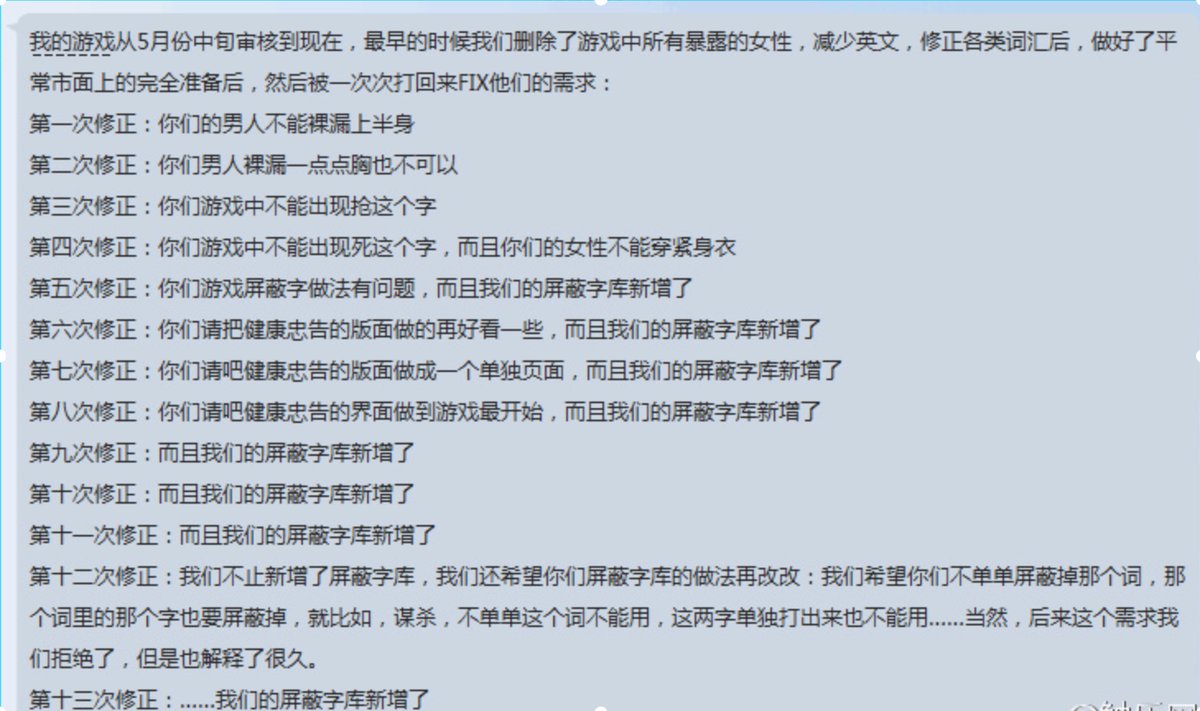 我的游戏从5月份中旬审核到现在，最早的时候我们删除了游戏中所有暴露的女性，减少英文，修正各类词汇后，做好了平
常市面上的完全准备后，然后被一次次打回来FIX他们的需求：
第一次修正：你们的男人不能裸漏上半身
第二次修正：你们男人裸漏一点点胸也不可以
第三次修正：你们游戏中不能出现抢这个字
第四次修正：你们游戏中不能出现死这个字，而且你们的女性不能穿紧身衣
第五次修正：你们游戏屏蔽字做法有问题，而且我们的屏蔽字库新增了
第六次修正：你们请把健康忠告的版面做的再好看一些，而且我们的屏蔽字库新增了
第七次修正：你们请吧健康忠告的版面做成一个单独页面，而且我们的屏蔽字库新增了
第八次修正：你们请吧健康忠告的界面做到游戏最开始，而且我们的屏蔽字库新增了
第九次修正：而且我们的屏蔽字库新增了
第十次修正：而且我们的屏蔽字库新增了
第十一次修正：而且我们的屏蔽字库新增了
第十二次修正：我们不止新增了屏蔽字库，我们还希望你们屏蔽字库的做法再改改：我们希望你们不单单屏蔽掉那个词，那
个词里的那个字也要屏蔽掉，就比如，谋杀，不单单这个词不能用，这两字单独打出来也不能用......当然，后来这个需求我
们拒绝了，但是也解释了很久。
第十三次修正：......我们的屏蔽字库新增了